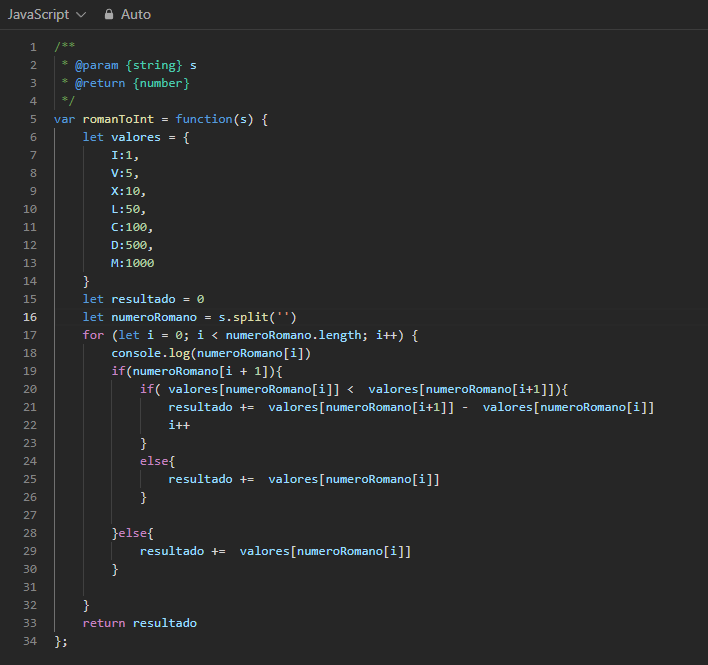 JavaScript Auto
1 /**
2  * @param {string} s
3  * @return {number}
4  */
5 var romanToInt = function(s) {
6     let valores = {
7         I:1,
8         V:5,
9         X:10,
10         L:50,
11         C:100,
12         D:500,
13         M:1000
14     }
15     let resultado = 0
16     let numeroRomano = s.split('')
17     for (let i = 0; i < numeroRomano.length; i++) {
18         console.log(numeroRomano[i])
19         if(numeroRomano[i + 1]){
20             if( valores[numeroRomano[i]] <  valores[numeroRomano[i+1]]){
21                 resultado +=  valores[numeroRomano[i+1]] -  valores[numeroRomano[i]]
22                 i++
23             }
24             else{
25                 resultado +=  valores[numeroRomano[i]]
26             }
27
28         }else{
29             resultado +=  valores[numeroRomano[i]]
30         }
31
32     }
33     return resultado
34 };